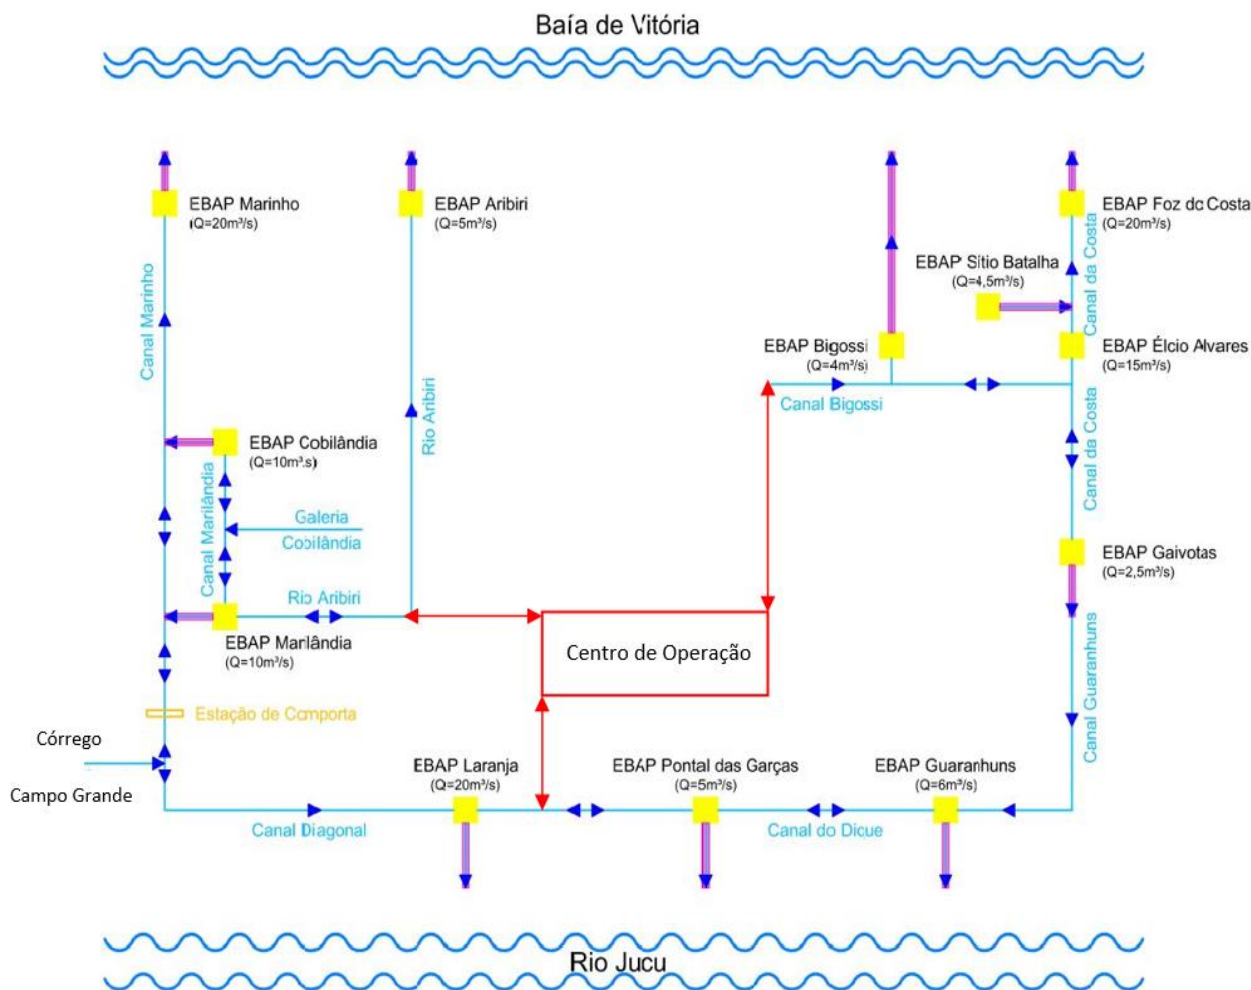 Baía de Vitória
EBAP Marinho
(Q=20m³/s)
EBAP Aribiri
(Q=5m³/s)
EBAP Foz do Costa
(Q=20m³/s)
EBAP Sítio Batalha
(Q=4,5m³/s)
Canal da Costa
Canal Marinho
EBAP Bigossi
(Q=4m³/s)
EBAP Élcio Alvares
(Q=15m³/s)
Canal Bigossi
Rio Aribiri
EBAP Cobilândia
(Q=10m³.s)
Canal da Costa
Canal Marilândia
Galeria
Cobilândia
EBAP Gaivotas
(Q=2,5m³/s)
Rio Aribiri
EBAP Marilândia
(Q=10m³/s)
Centro de Operação
Canal Guaranhuns
Estação de Comporta
Córrego
Campo Grande
EBAP Laranja
(Q=20m³/s)
EBAP Pontal das Garças
(Q=5m³/s)
EBAP Guaranhuns
(Q=6m³/s)
Canal Diagonal
Canal do Dicue
Rio Jucu